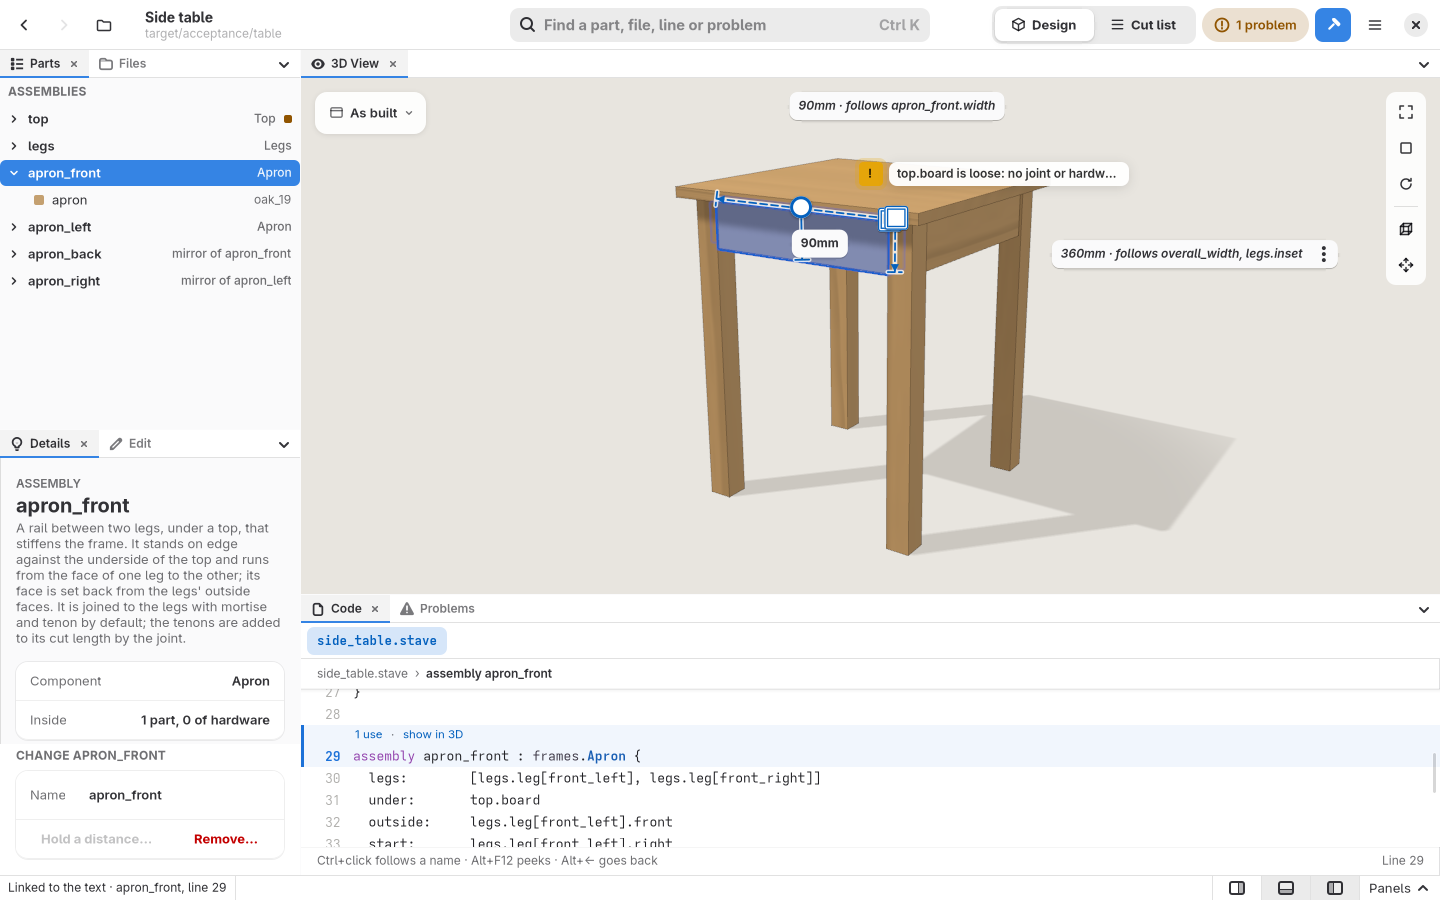 Side table
target/acceptance/table
Find a part, file, line or problem
Ctrl K
Design
Cut list
1 problem
Parts
Files
3D View
ASSEMBLIES
top
Top
legs
Legs
apron_front
Apron
apron
oak_19
apron_left
Apron
apron_back
mirror of apron_front
apron_right
mirror of apron_left
As built
90mm · follows apron_front.width
! top.board is loose: no joint or hardw…
90mm
360mm · follows overall_width, legs.inset
Details
Edit
ASSEMBLY
apron_front
A rail between two legs, under a top, that
stiffens the frame. It stands on edge
against the underside of the top and runs
from the face of one leg to the other; its
face is set back from the legs' outside
faces. It is joined to the legs with mortise
and tenon by default; the tenons are added
to its cut length by the joint.
Component
Apron
Inside
1 part, 0 of hardware
CHANGE APRON_FRONT
Name
apron_front
Hold a distance…
Remove…
Code
Problems
side_table.stave
side_table.stave › assembly apron_front
27 }
28
1 use · show in 3D
29 assembly apron_front : frames.Apron {
30 legs: [legs.leg[front_left], legs.leg[front_right]]
31 under: top.board
32 outside: legs.leg[front_left].front
33 start: legs.leg[front_left].right
Ctrl+click follows a name · Alt+F12 peeks · Alt+← goes back
Line 29
Linked to the text · apron_front, line 29
Panels